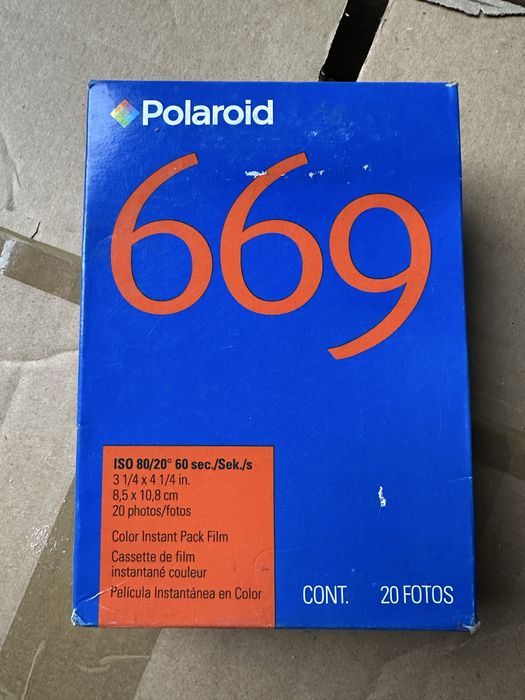 Polaroid
669
ISO 80/20° 60 sec./Sek./s
3 1/4 x 4 1/4 in.
8,5 x 10,8 cm
20 photos/fotos
Color Instant Pack Film
Cassette de film
instantané couleur
Película Instantánea en Color
CONT. 20 FOTOS